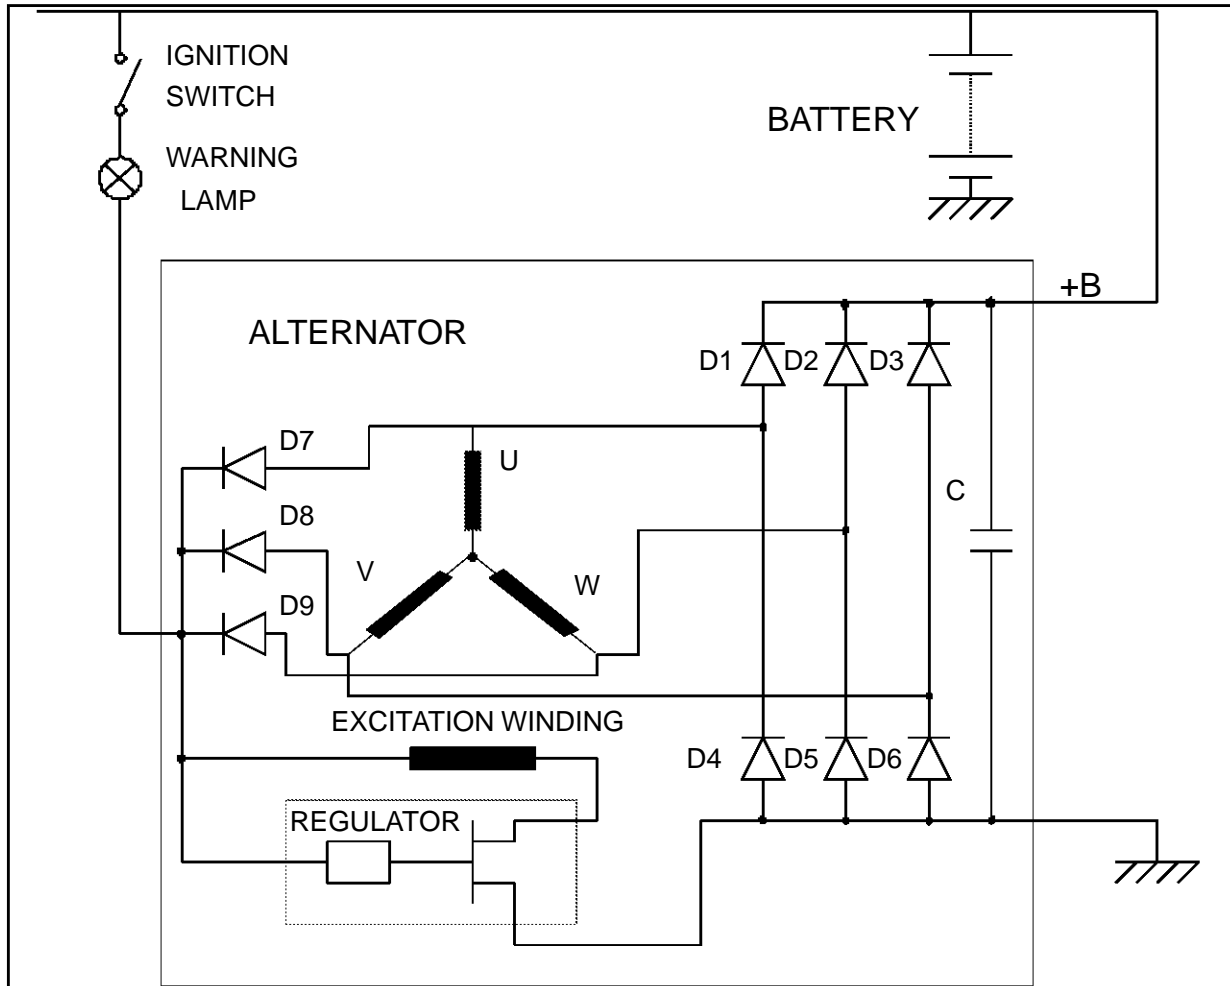 IGNITION
SWITCH
BATTERY
WARNING
LAMP
+B
ALTERNATOR
D1
D2
D3
D7
U
C
D8
V
W
D9
EXCITATION WINDING
D4
D5
D6
REGULATOR